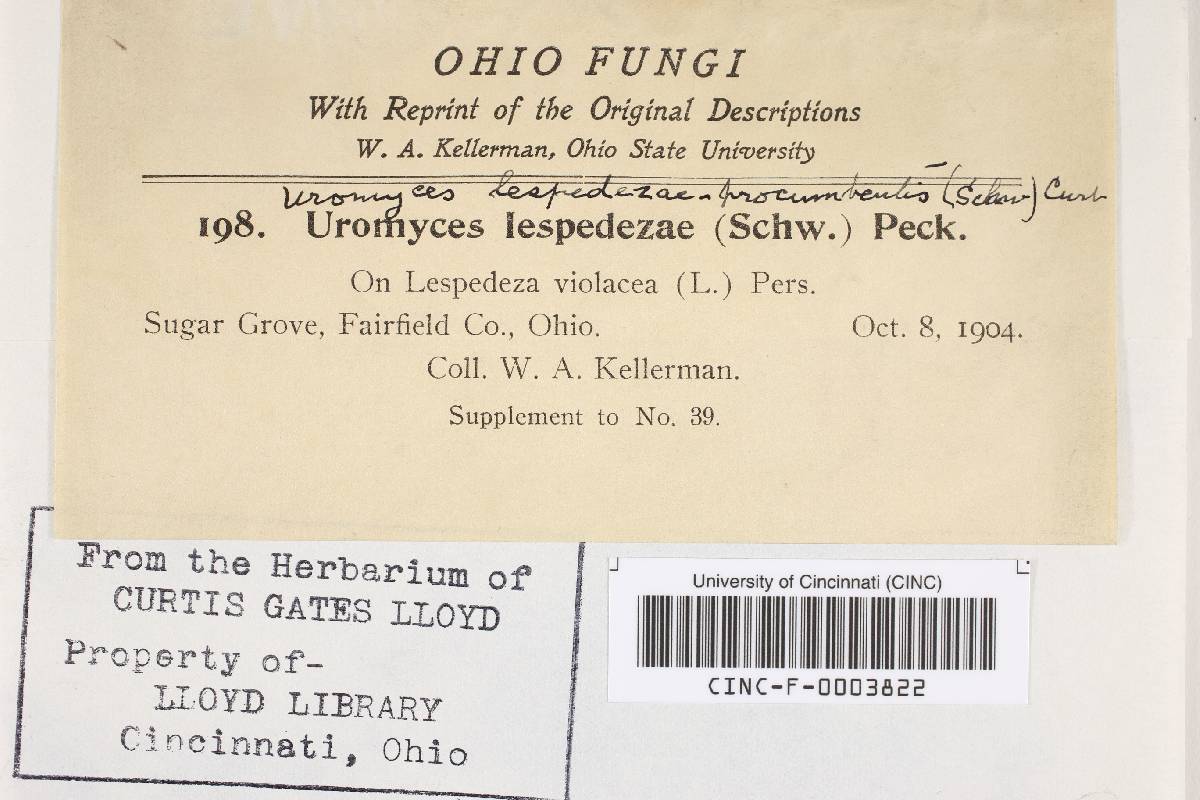 OHIO FUNGI
With Reprint of the Original Descriptions
W. A. Kellerman, Ohio State University
Uromyces lespedezae-procumbentis (Schw) Curt
198. Uromyces lespedezae (Schw.) Peck.
On Lespedeza violacea (L.) Pers.
Sugar Grove, Fairfield Co., Ohio. Oct. 8, 1904.
Coll. W. A. Kellerman.
Supplement to No. 39.
From the Herbarium of
CURTIS GATES LLOYD
Property of-
LLOYD LIBRARY
Cincinnati, Ohio
University of Cincinnati (CINC)
CINC-F-0003822